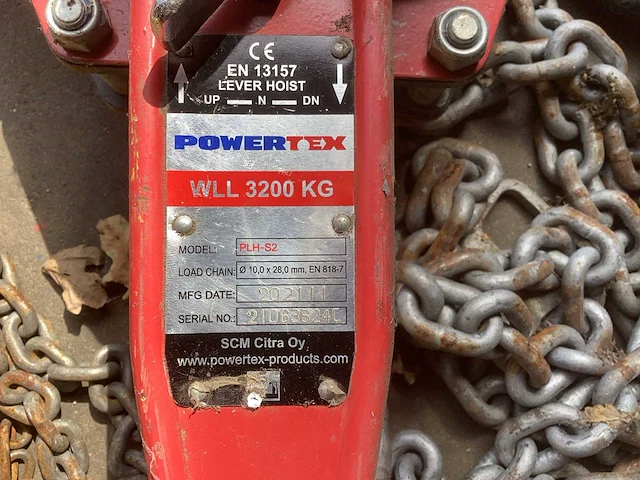 CE
EN 13157
LEVER HOIST
UP N DN
POWERTEX
WLL 3200 KG
MODEL: PLH-S2
LOAD CHAIN: Ø 10,0 x 28,0 mm, EN 818-7
MFG DATE: 202111
SERIAL NO.:
SCM Citra Oy
www.powertex-products.com